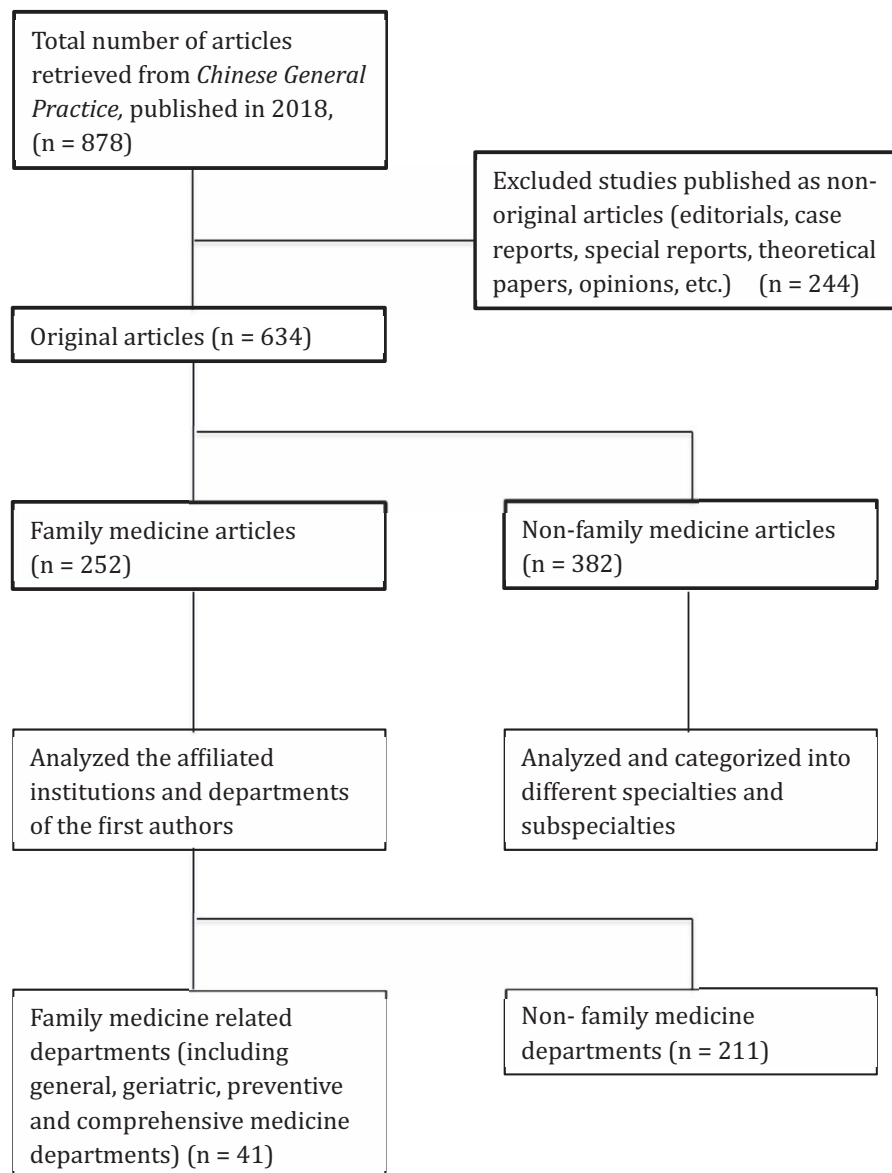 Total number of articles
retrieved from Chinese General
Practice, published in 2018,
(n = 878)
Excluded studies published as non-
original articles (editorials, case
reports, special reports, theoretical
papers, opinions, etc.) (n = 244)
Original articles (n = 634)
Family medicine articles
(n = 252)
Non-family medicine articles
(n = 382)
Analyzed the affiliated
institutions and departments
of the first authors
Analyzed and categorized into
different specialties and
subspecialties
Family medicine related
departments (including
general, geriatric, preventive
and comprehensive medicine
departments) (n = 41)
Non- family medicine
departments (n = 211)